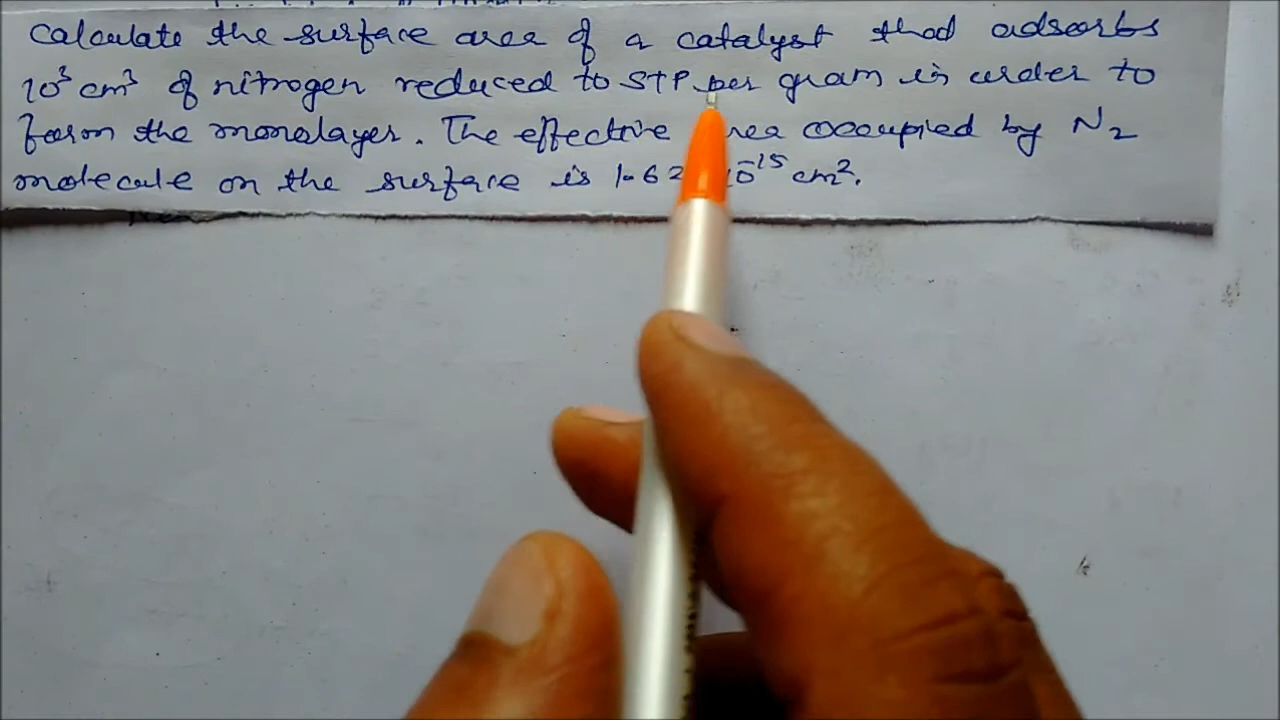 calculate the surface area of a catalyst that adsorbs
10³ cm³ of nitrogen reduced to STP per gram in order to
form the monolayer. The effective area occupied by N₂
molecule on the surface is 1.62 10⁻¹⁵ cm².